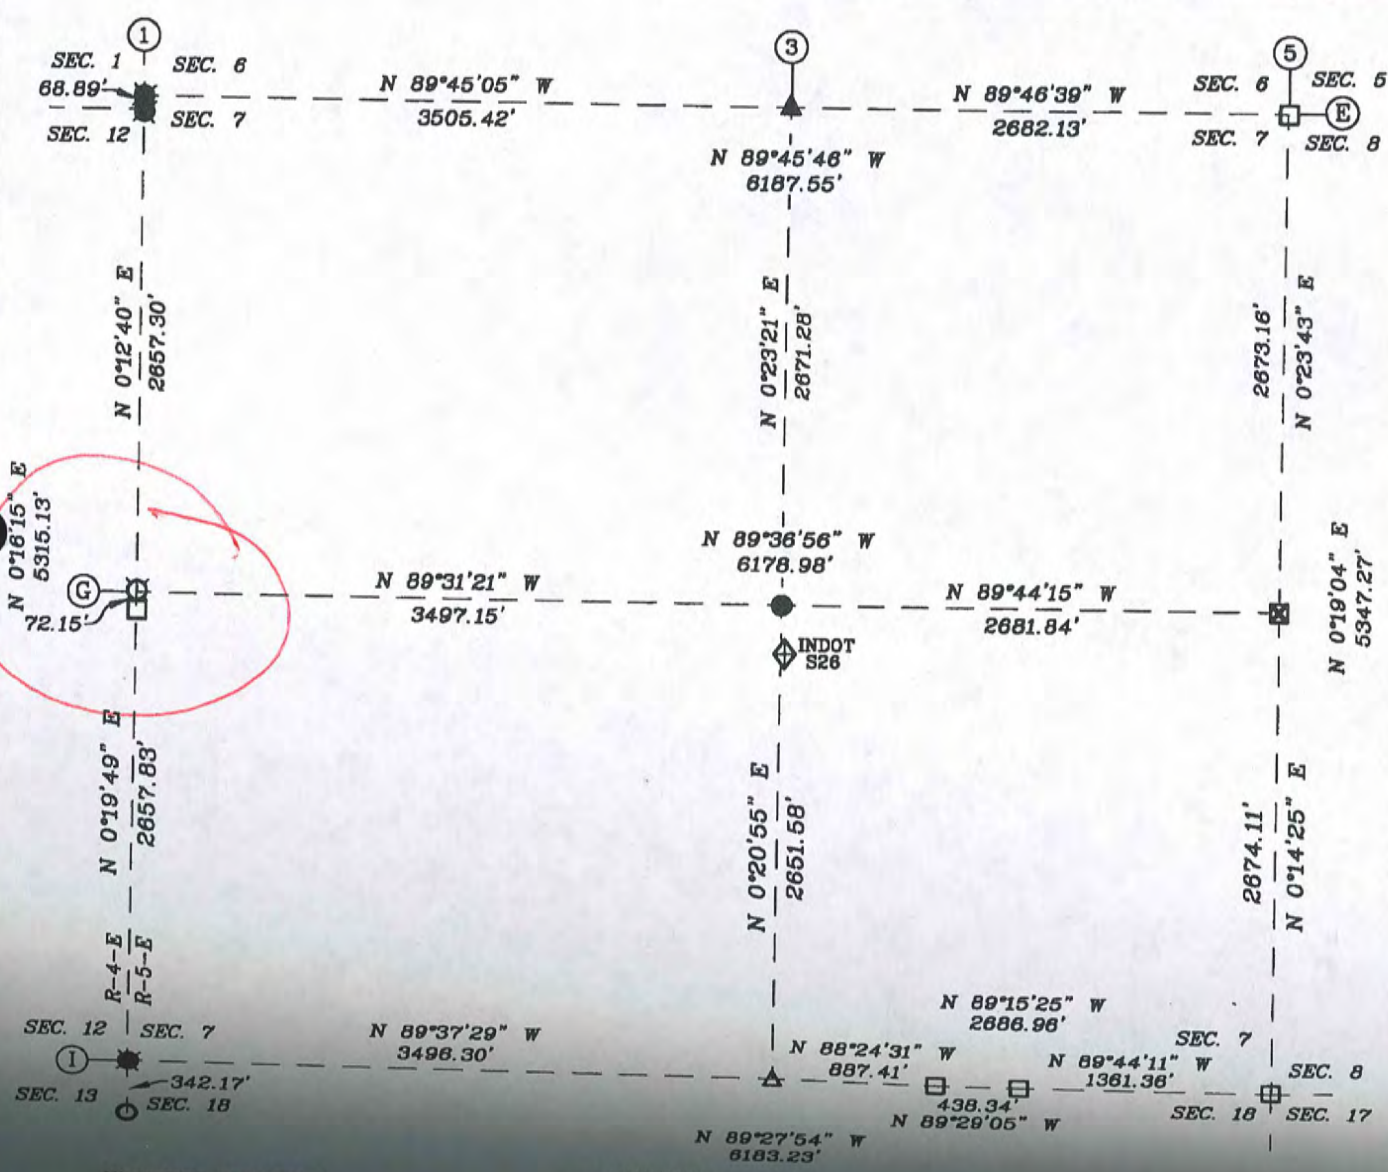 1
3
5
SEC. 1
SEC. 6
68.89'
SEC. 12
SEC. 7
N 89°45'05" W
3505.42'
N 89°46'39" W
2682.13'
SEC. 6
SEC. 5
E
SEC. 7
SEC. 8
N 89°45'46" W
6187.55'
N 0°12'40" E
2657.30'
N 0°23'21" E
2671.28'
2673.16'
N 0°23'43" E
N 0°16'15" E
5315.13'
G
72.15'
N 89°31'21" W
3497.15'
N 89°36'56" W
6178.98'
N 89°44'15" W
2681.84'
INDOT
S26
N 0°19'04" E
5347.27'
N 0°19'49" E
2657.83'
N 0°20'55" E
2651.58'
2674.11'
N 0°14'25" E
R-4-E
R-5-E
SEC. 12
SEC. 7
I
SEC. 13
342.17'
SEC. 18
N 89°37'29" W
3496.30'
N 89°15'25" W
2686.96'
N 88°24'31" W
887.41'
438.34'
N 89°29'05" W
N 89°44'11" W
1361.36'
SEC. 7
SEC. 8
SEC. 18
SEC. 17
N 89°27'54" W
6183.23'